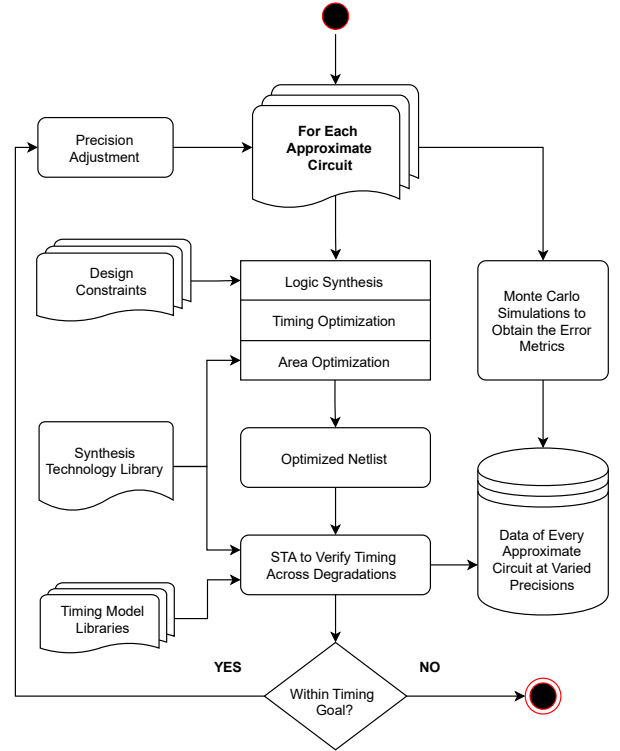 Precision
Adjustment
For Each
Approximate
Circuit
Design
Constraints
Logic Synthesis
Timing Optimization
Area Optimization
Monte Carlo
Simulations to
Obtain the Error
Metrics
Synthesis
Technology Library
Optimized Netlist
Data of Every
Approximate
Circuit at Varied
Precisions
STA to Verify Timing
Across Degradations
Timing Model
Libraries
YES
NO
Within Timing
Goal?